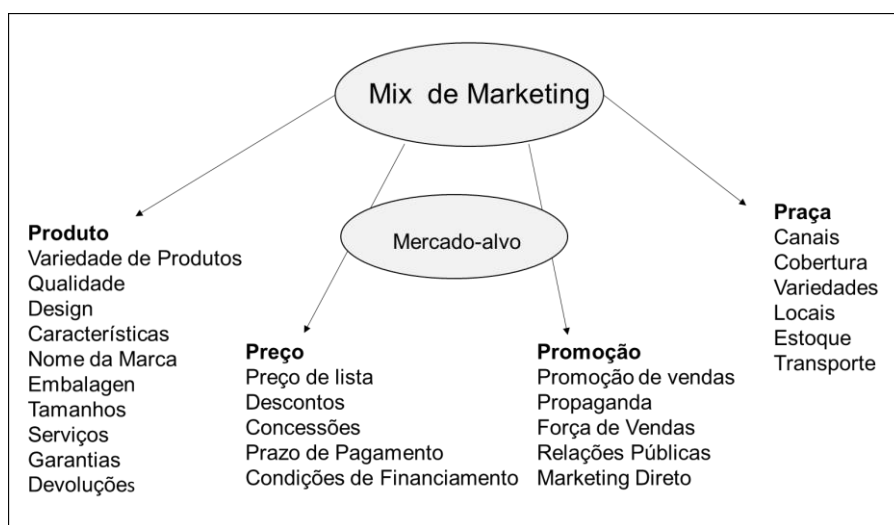 Mix de Marketing
Mercado-alvo
Produto
Variedade de Produtos
Qualidade
Design
Características
Nome da Marca
Embalagen
Tamanhos
Serviços
Garantias
Devoluções
Preço
Preço de lista
Descontos
Concessões
Prazo de Pagamento
Condições de Financiamento
Promoção
Promoção de vendas
Propaganda
Força de Vendas
Relações Públicas
Marketing Direto
Praça
Canais
Cobertura
Variedades
Locais
Estoque
Transporte